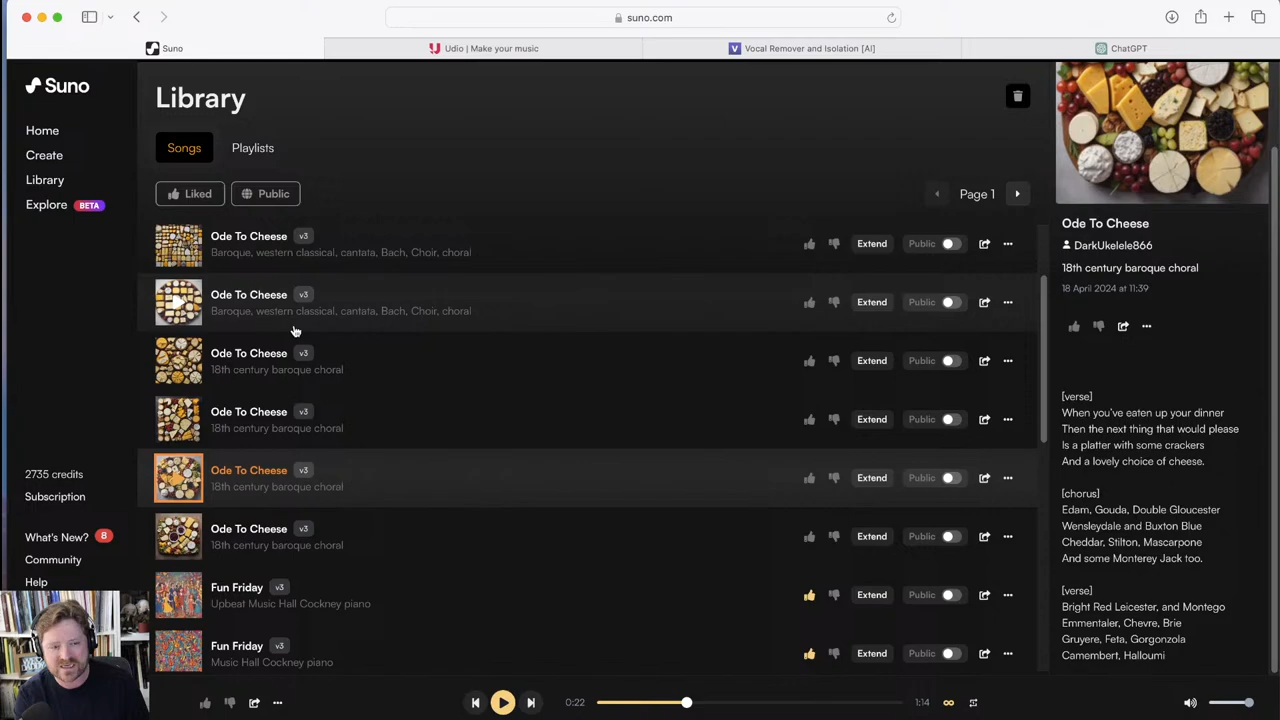 suno.com
Suno
Udio | Make your music
Vocal Remover and Isolation [AI]
ChatGPT
Suno
Home
Create
Library
Explore BETA
2735 credits
Subscription
What's New? 8
Community
Help
Library
Songs Playlists
Liked Public
Page 1
Ode To Cheese v3
Baroque, western classical, cantata, Bach, Choir, choral
Extend Public
Ode To Cheese v3
Baroque, western classical, cantata, Bach, Choir, choral
Extend Public
Ode To Cheese v3
18th century baroque choral
Extend Public
Ode To Cheese v3
18th century baroque choral
Extend Public
Ode To Cheese v3
18th century baroque choral
Extend Public
Ode To Cheese v3
18th century baroque choral
Extend Public
Fun Friday v3
Upbeat Music Hall Cockney piano
Extend Public
Fun Friday v3
Music Hall Cockney piano
Extend Public
Ode To Cheese
DarkUkelele866
18th century baroque choral
18 April 2024 at 11:39
[verse]
When you've eaten up your dinner
Then the next thing that would please
Is a platter with some crackers
And a lovely choice of cheese.
[chorus]
Edam, Gouda, Double Gloucester
Wensleydale and Buxton Blue
Cheddar, Stilton, Mascarpone
And some Monterey Jack too.
[verse]
Bright Red Leicester, and Montego
Emmentaler, Chevre, Brie
Gruyere, Feta, Gorgonzola
Camembert, Halloumi
0:22
1:14